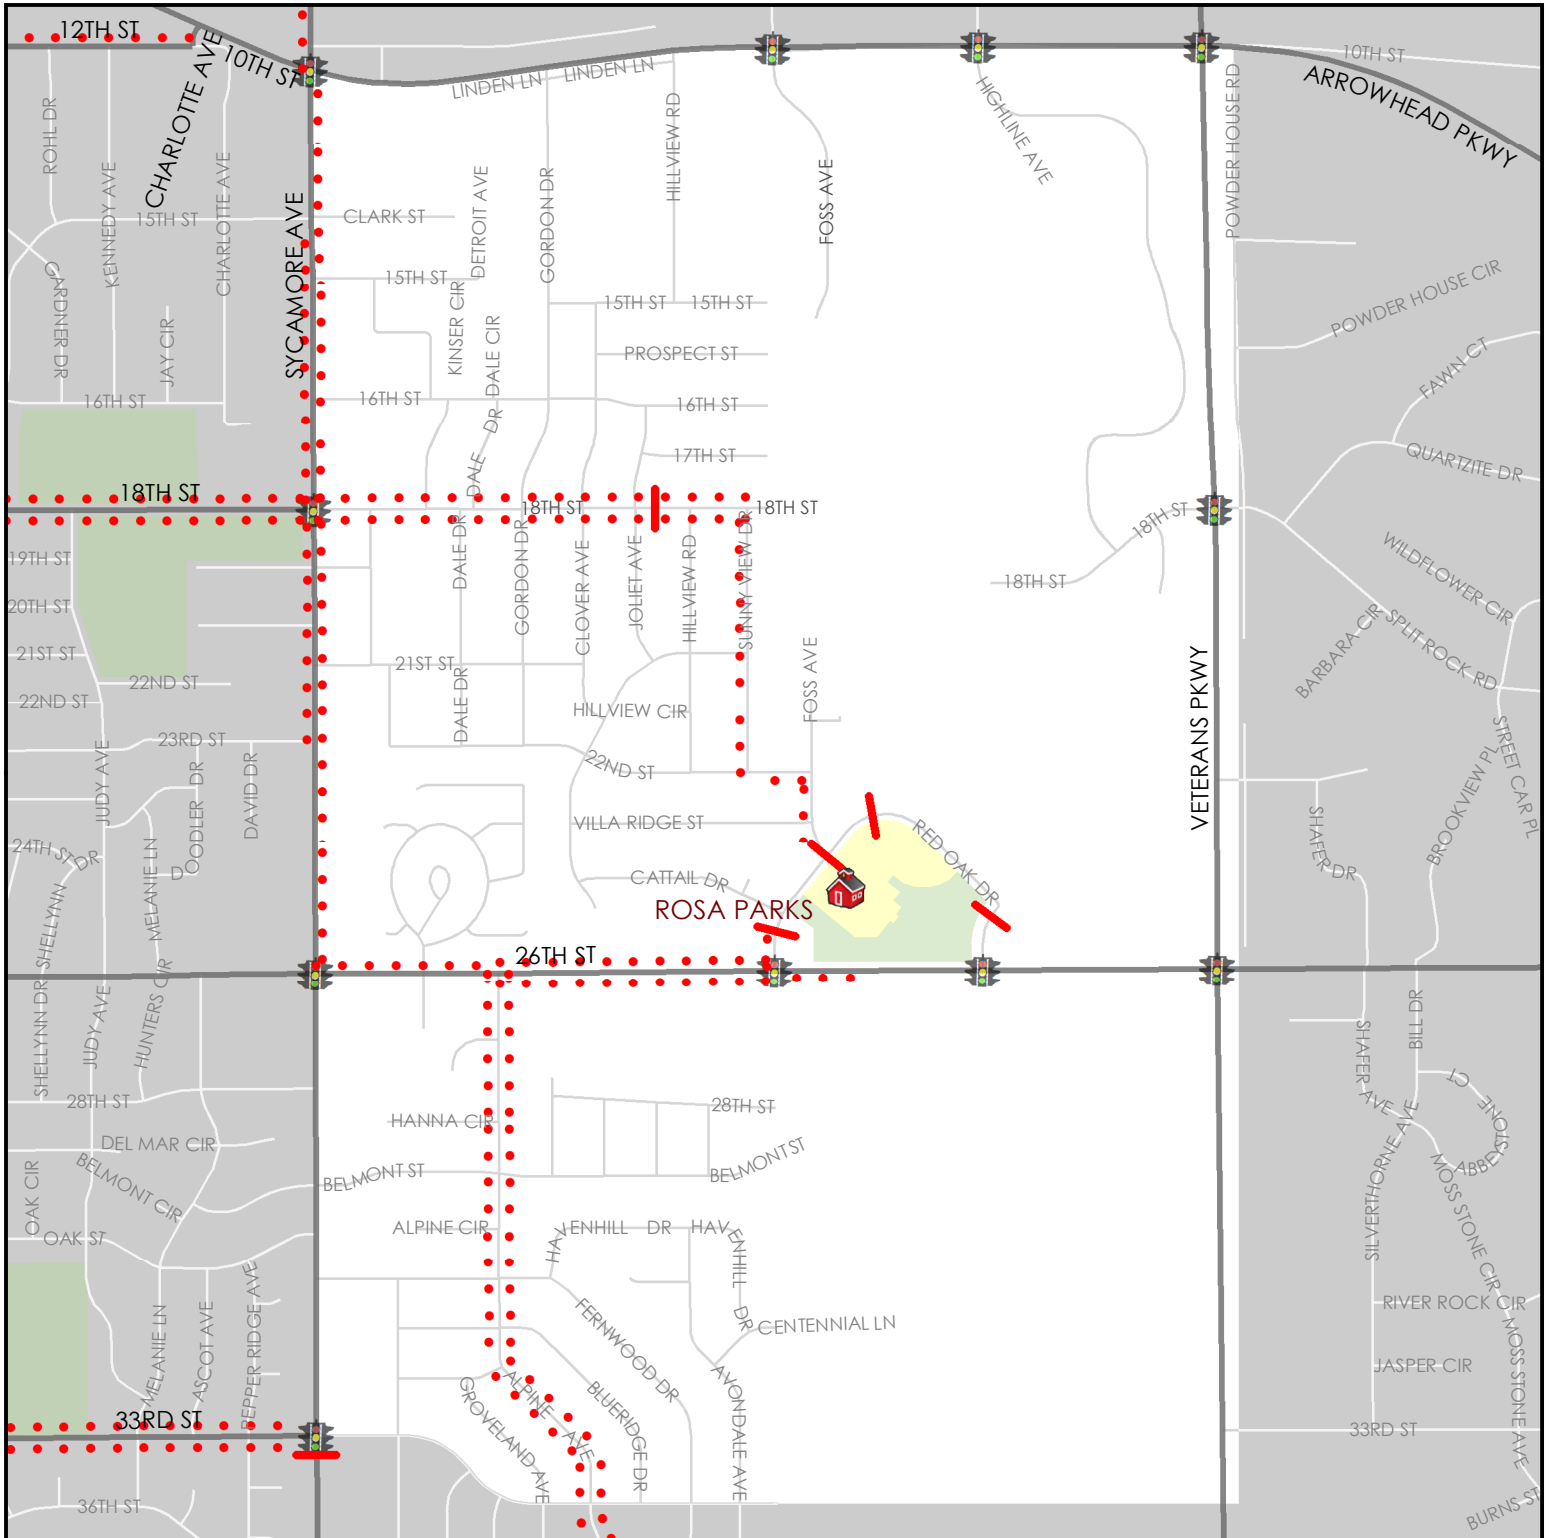 12TH ST
10TH ST
CHARLOTTE AVE
LINDEN LN
LINDEN LN
10TH ST
ARROWHEAD PKWY
ROHL DR
KENNEDY AVE
CHARLOTTE AVE
HILLVIEW RD
HIGHLINE AVE
POWDER HOUSE RD
15TH ST
SYCAMORE AVE
CLARK ST
DETROIT AVE
GORDON DR
FOSS AVE
GARDNER DR
JAY CIR
15TH ST
KINSER CIR
DALE CIR
15TH ST
15TH ST
POWDER HOUSE CIR
PROSPECT ST
FAWN CT
16TH ST
16TH ST
DALE DR
16TH ST
17TH ST
QUARTZITE DR
18TH ST
18TH ST
18TH ST
18TH ST
19TH ST
DALE DR
GORDON DR
CLOVER AVE
JOLIET AVE
HILLVIEW RD
SUNNY VIEW DR
18TH ST
WILDFLOWER CIR
20TH ST
BARBARA CIR
SPLIT ROCK RD
21ST ST
21ST ST
22ND ST
22ND ST
DALE DR
HILLVIEW CIR
FOSS AVE
VETERANS PKWY
STREET CAR PL
23RD ST
22ND ST
JUDY AVE
DOODLER DR
DAVID DR
VILLA RIDGE ST
RED OAK DR
SHAFER DR
BROOKVIEW PL
24TH ST DR
MELANIE LN
CATTAIL DR
ROSA PARKS
SHELLYNN
SHELLYNN DR
26TH ST
JUDY AVE
HUNTERS CIR
BILL DR
SHAFER AVE
28TH ST
28TH ST
HANNA CIR
ABBEYSTONE CT
DEL MAR CIR
BELMONT ST
BELMONT ST
BELMONT CIR
OAK CIR
OAK ST
ALPINE CIR
HAVENHILL DR
HAVENHILL DR
SILVERTHORNE AVE
MOSS STONE CIR
RIVER ROCK CIR
CENTENNIAL LN
FERNWOOD DR
MELANIE LN
ASCOT AVE
PEPPER RIDGE AVE
JASPER CIR
MOSS STONE AVE
33RD ST
GROVELAND AVE
ALPINE AVE
BLUERIDGE DR
AVONDALE AVE
33RD ST
36TH ST
BURNS ST